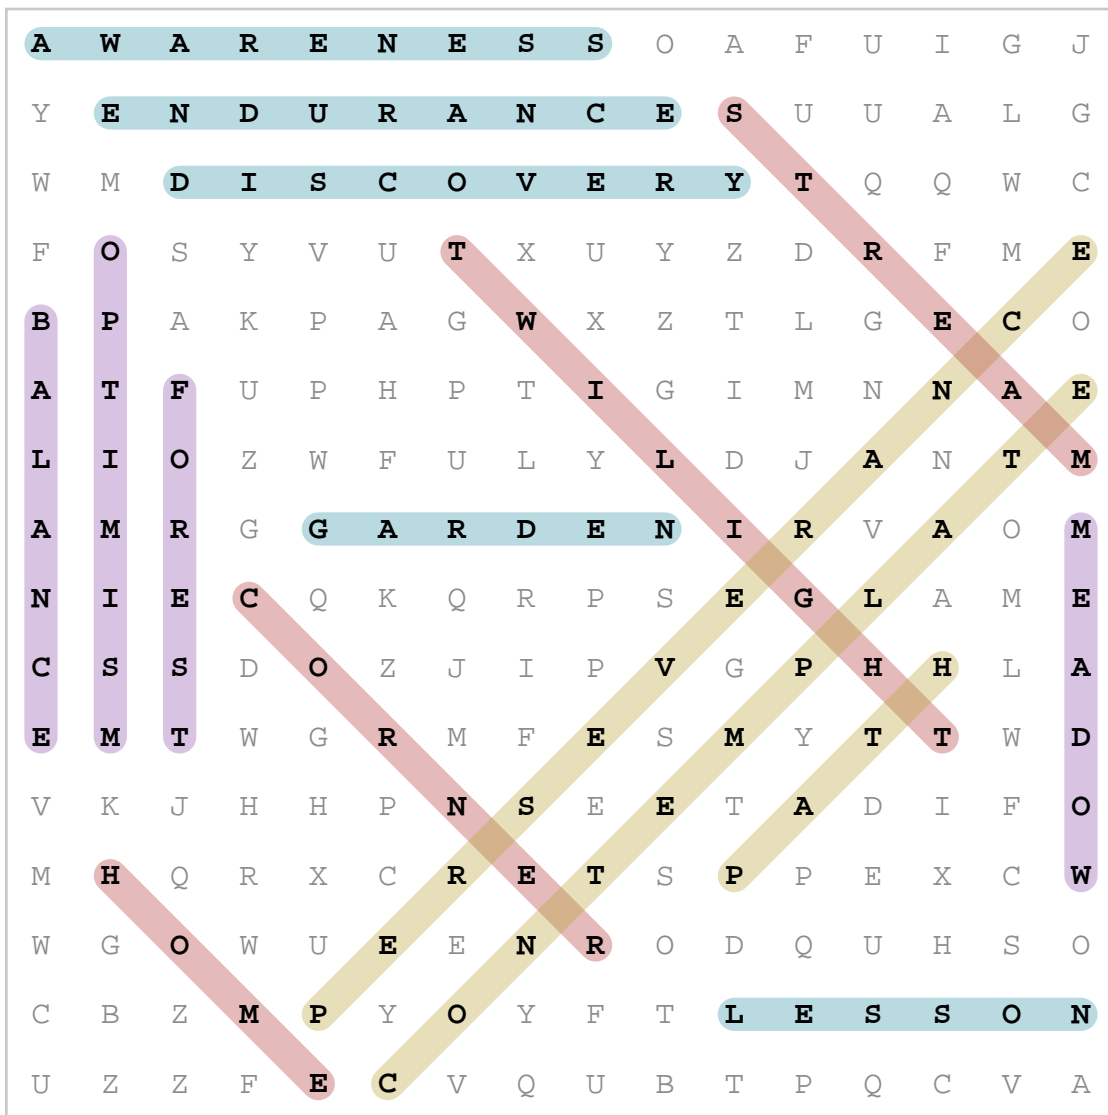 A W A R E N E S S O A F U I G J
Y E N D U R A N C E S U U A L G
W M D I S C O V E R Y T Q Q W C
F O S Y V U T X U Y Z D R F M E
B P A K P A G W X Z T L G E C O
A T F U P H P T I G I M N N A E
L I O Z W F U L Y L D J A N T M
A M R G G A R D E N I R V A O M
N I E C Q K Q R P S E G L A M E
C S S D O Z J I P V G P H H L A
E M T W G R M F E S M Y T T W D
V K J H H P N S E E T A D I F O
M H Q R X C R E T S P P E X C W
W G O W U E E N R O D Q U H S O
C B Z M P Y O Y F T L E S S O N
U Z Z F E C V Q U B T P Q C V A